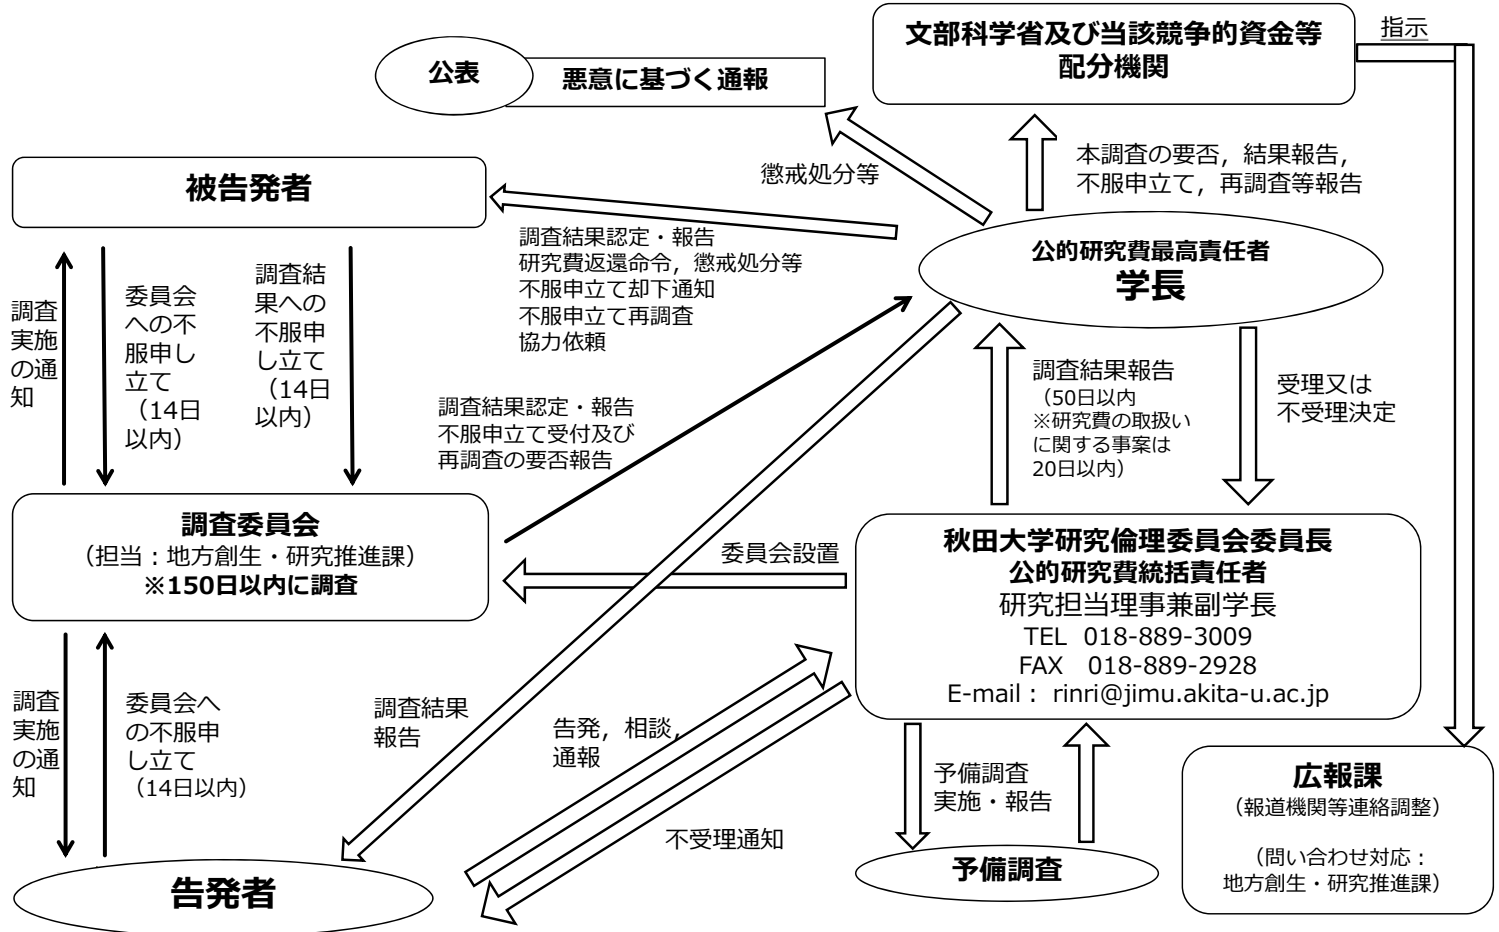 文部科学省及び当該競争的資金等
配分機関
指示
公表
悪意に基づく通報
本調査の要否，結果報告，
不服申立て，再調査等報告
懲戒処分等
被告発者
調査結果認定・報告
研究費返還命令，懲戒処分等
不服申立て却下通知
不服申立て再調査
協力依頼
公的研究費最高責任者
学長
調査
実施
の通
知
委員会
への不
服申し
立て
（14日
以内）
調査結
果への
不服申
し立て
（14日
以内）
調査結果認定・報告
不服申立て受付及び
再調査の要否報告
調査結果報告
（50日以内
※研究費の取扱い
に関する事案は
20日以内）
受理又は
不受理決定
調査委員会
（担当：地方創生・研究推進課）
※150日以内に調査
委員会設置
秋田大学研究倫理委員会委員長
公的研究費統括責任者
研究担当理事兼副学長
TEL 018-889-3009
FAX 018-889-2928
E-mail： rinri@jimu.akita-u.ac.jp
調査
実施
の通
知
委員会へ
の不服申
し立て
（14日以内）
調査結果
報告
告発，相談，
通報
不受理通知
予備調査
実施・報告
予備調査
広報課
（報道機関等連絡調整）
（問い合わせ対応：
地方創生・研究推進課）
告発者